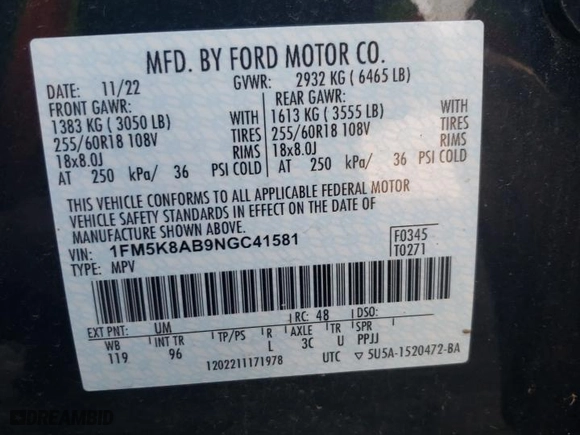 MFD. BY FORD MOTOR CO.
DATE: 11/22 GVWR: 2932 KG (6465 LB)
FRONT GAWR: REAR GAWR:
1383 KG (3050 LB) WITH 1613 KG (3555 LB) WITH
255/60R18 108V TIRES 255/60R18 108V TIRES
18x8.0J RIMS 18x8.0J RIMS
AT 250 kPa/ 36 PSI COLD AT 250 kPa/ 36 PSI COLD
THIS VEHICLE CONFORMS TO ALL APPLICABLE FEDERAL MOTOR
VEHICLE SAFETY STANDARDS IN EFFECT ON THE DATE OF
MANUFACTURE SHOWN ABOVE.
VIN: 1FM5K8AB9NGC41581 F0345
TYPE: MPV T0271
EXT PNT: UM RC: 48 DSO:
WB INT TR TP/PS R AXLE TR SPR
119 96 L 3C U PPJJ
1202211171978 UTC ▽ 5U5A-1520472-BA
DREAMBID